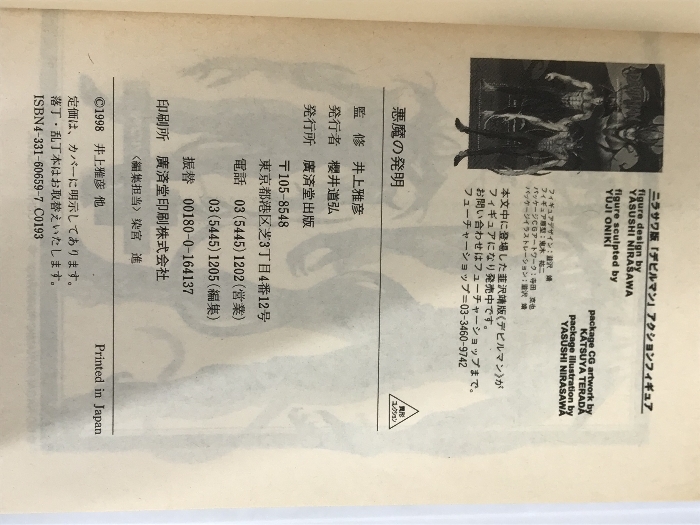 ニラサワ版「デビルマン」アクションフィギュア
figure design by
YASUSHI NIRASAWA
figure sculpted by
YUJI ONIKI
package CG artwork by
KATSUYA TERADA
package illustration by
YASUSHI NIRASAWA
フィギュアデザイン：韮沢 靖
フィギュア原型：鬼木 祐二
パッケージCGアートワーク：寺田 克也
パッケージイラストレーション：韮沢 靖
本文中に登場した韮沢靖版《デビルマン》が
フィギュアになり発売中です。
お問い合わせはフューチャーショップまで。
フューチャーショップ＝03-3460-9742
異形
コレクション
悪魔の発明
監 修 井上雅彦
発行者 櫻井道弘
発行所 廣済堂出版
〒105-8548
東京都港区芝3丁目4番12号
電話 03(5445)1202(営業)
03(5445)1205(編集)
振替 00180-0-164137
印刷所 廣済堂印刷株式会社
〈編集担当〉染宮 進
©1998 井上雅彦 他 Printed in Japan
定価は、カバーに明示してあります。
落丁・乱丁本はお取替えいたします。
ISBN4-331-60659-7 C0193